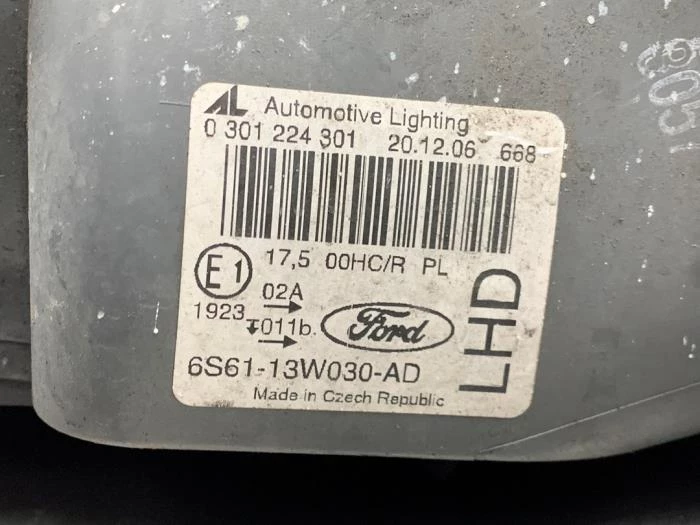 AL Automotive Lighting
0 301 224 301 20.12.06 668
E1 17,5 00HC/R PL
02A
1923
011b.
Ford
6S61-13W030-AD
Made in Czech Republic
LHD